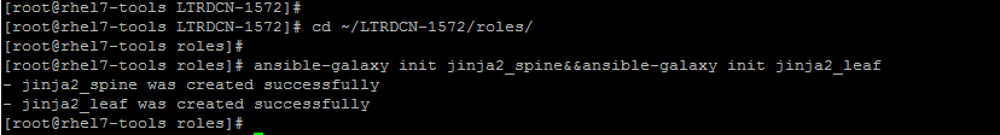 [root@rhel7-tools LTRDCN-1572]#
[root@rhel7-tools LTRDCN-1572]# cd ~/LTRDCN-1572/roles/
[root@rhel7-tools roles]#
[root@rhel7-tools roles]# ansible-galaxy init jinja2_spine&&ansible-galaxy init jinja2_leaf
- jinja2_spine was created successfully
- jinja2_leaf was created successfully
[root@rhel7-tools roles]#